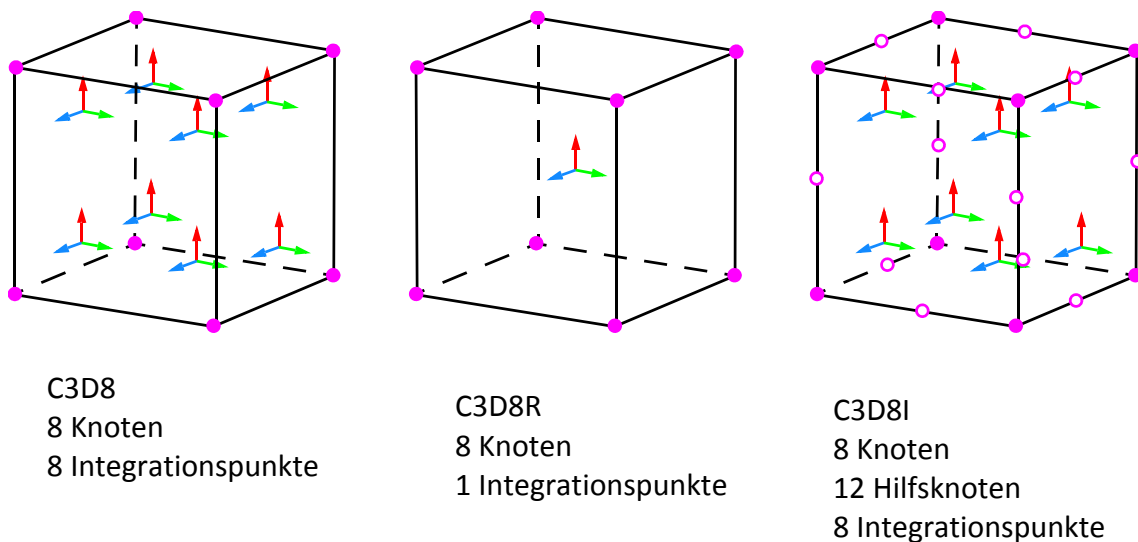 C3D8
8 Knoten
8 Integrationspunkte
C3D8R
8 Knoten
1 Integrationspunkte
C3D8I
8 Knoten
12 Hilfsknoten
8 Integrationspunkte